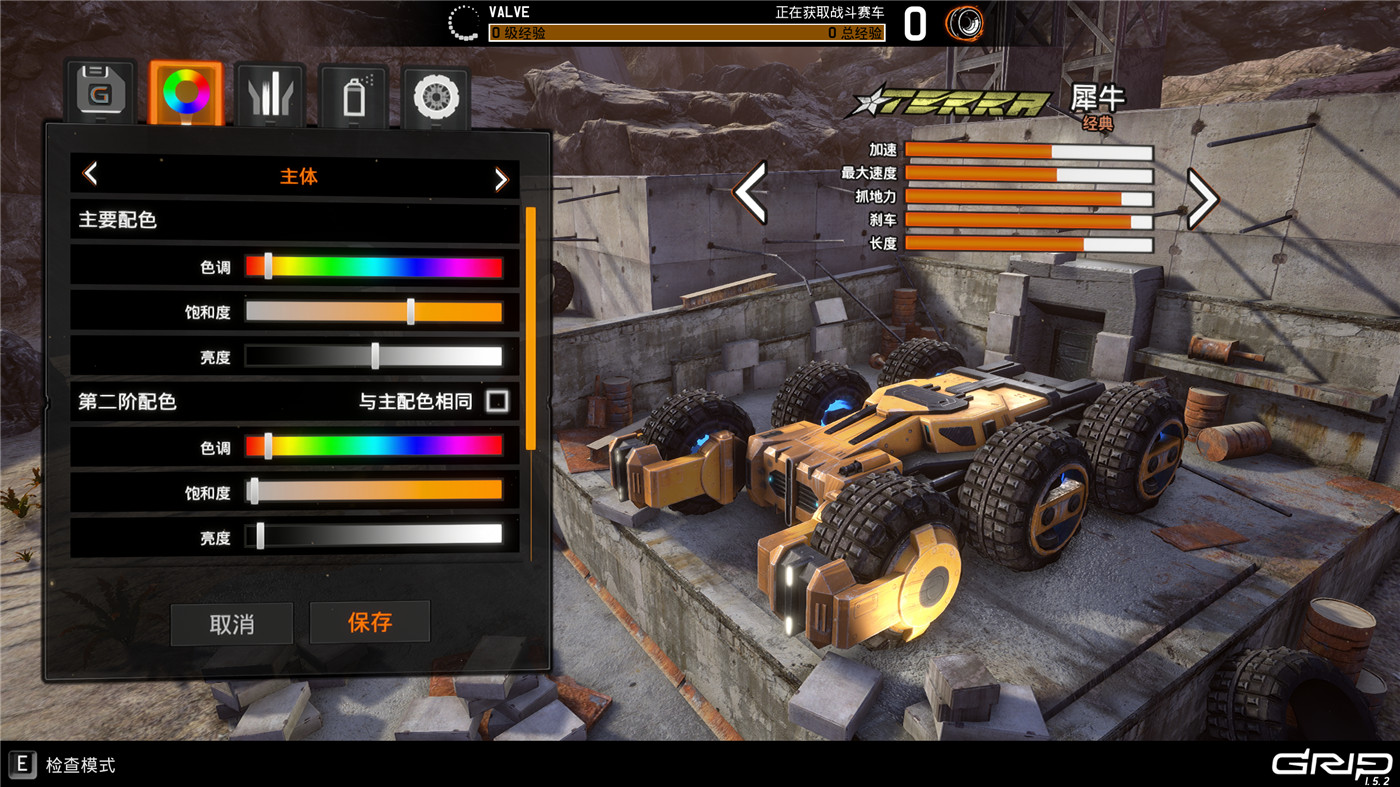 VALVE
正在获取战斗赛车
0 级经验
0 总经验
0
G
TERRA
犀牛
经典
加速
最大速度
抓地力
刹车
长度
主体
主要配色
色调
饱和度
亮度
第二阶配色
与主配色相同
色调
饱和度
亮度
取消
保存
E 检查模式
GRIP
1.5.2